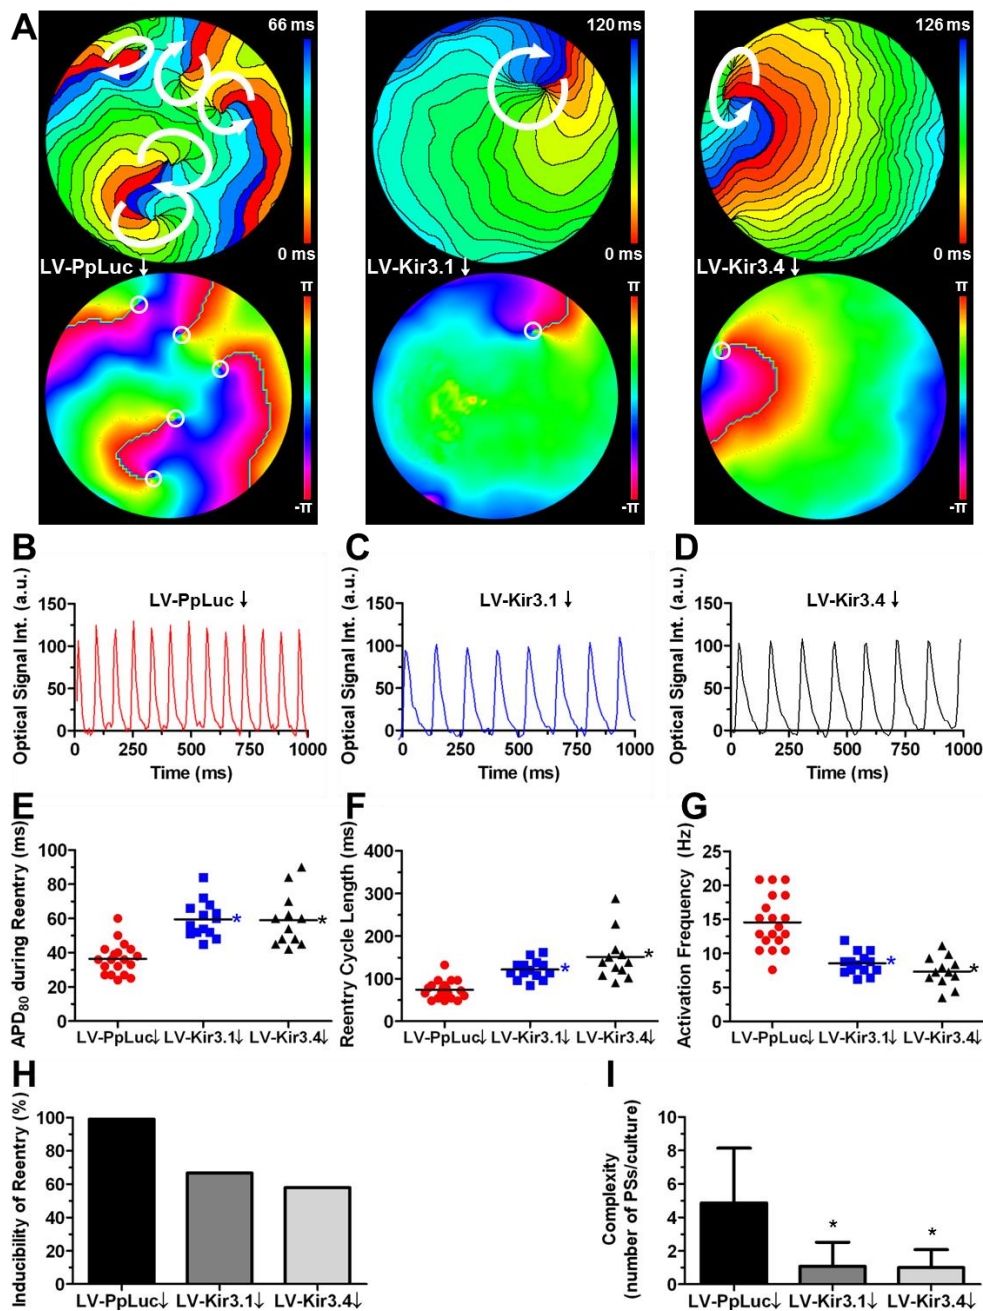 A
66 ms
120 ms
126 ms
0 ms
0 ms
0 ms
LV-PpLuc ↓
LV-Kir3.1 ↓
LV-Kir3.4 ↓
π
π
π
-π
-π
-π
B
C
D
LV-PpLuc ↓
LV-Kir3.1 ↓
LV-Kir3.4 ↓
Optical Signal Int. (a.u.)
150
100
50
0
0 250 500 750 1000
Time (ms)
Optical Signal Int. (a.u.)
150
100
50
0
0 250 500 750 1000
Time (ms)
Optical Signal Int. (a.u.)
150
100
50
0
0 250 500 750 1000
Time (ms)
E
APD80 during Reentry (ms)
100
80
60
40
20
0
*
*
LV-PpLuc↓ LV-Kir3.1↓ LV-Kir3.4↓
F
Reentry Cycle Length (ms)
400
300
200
100
0
*
*
LV-PpLuc↓ LV-Kir3.1↓ LV-Kir3.4↓
G
Activation Frequency (Hz)
25
20
15
10
5
0
*
*
LV-PpLuc↓ LV-Kir3.1↓ LV-Kir3.4↓
H
Inducibility of Reentry (%)
100
80
60
40
20
0
LV-PpLuc↓ LV-Kir3.1↓ LV-Kir3.4↓
I
Complexity
(number of PSs/culture)
10
8
6
4
2
0
*
*
LV-PpLuc↓ LV-Kir3.1↓ LV-Kir3.4↓